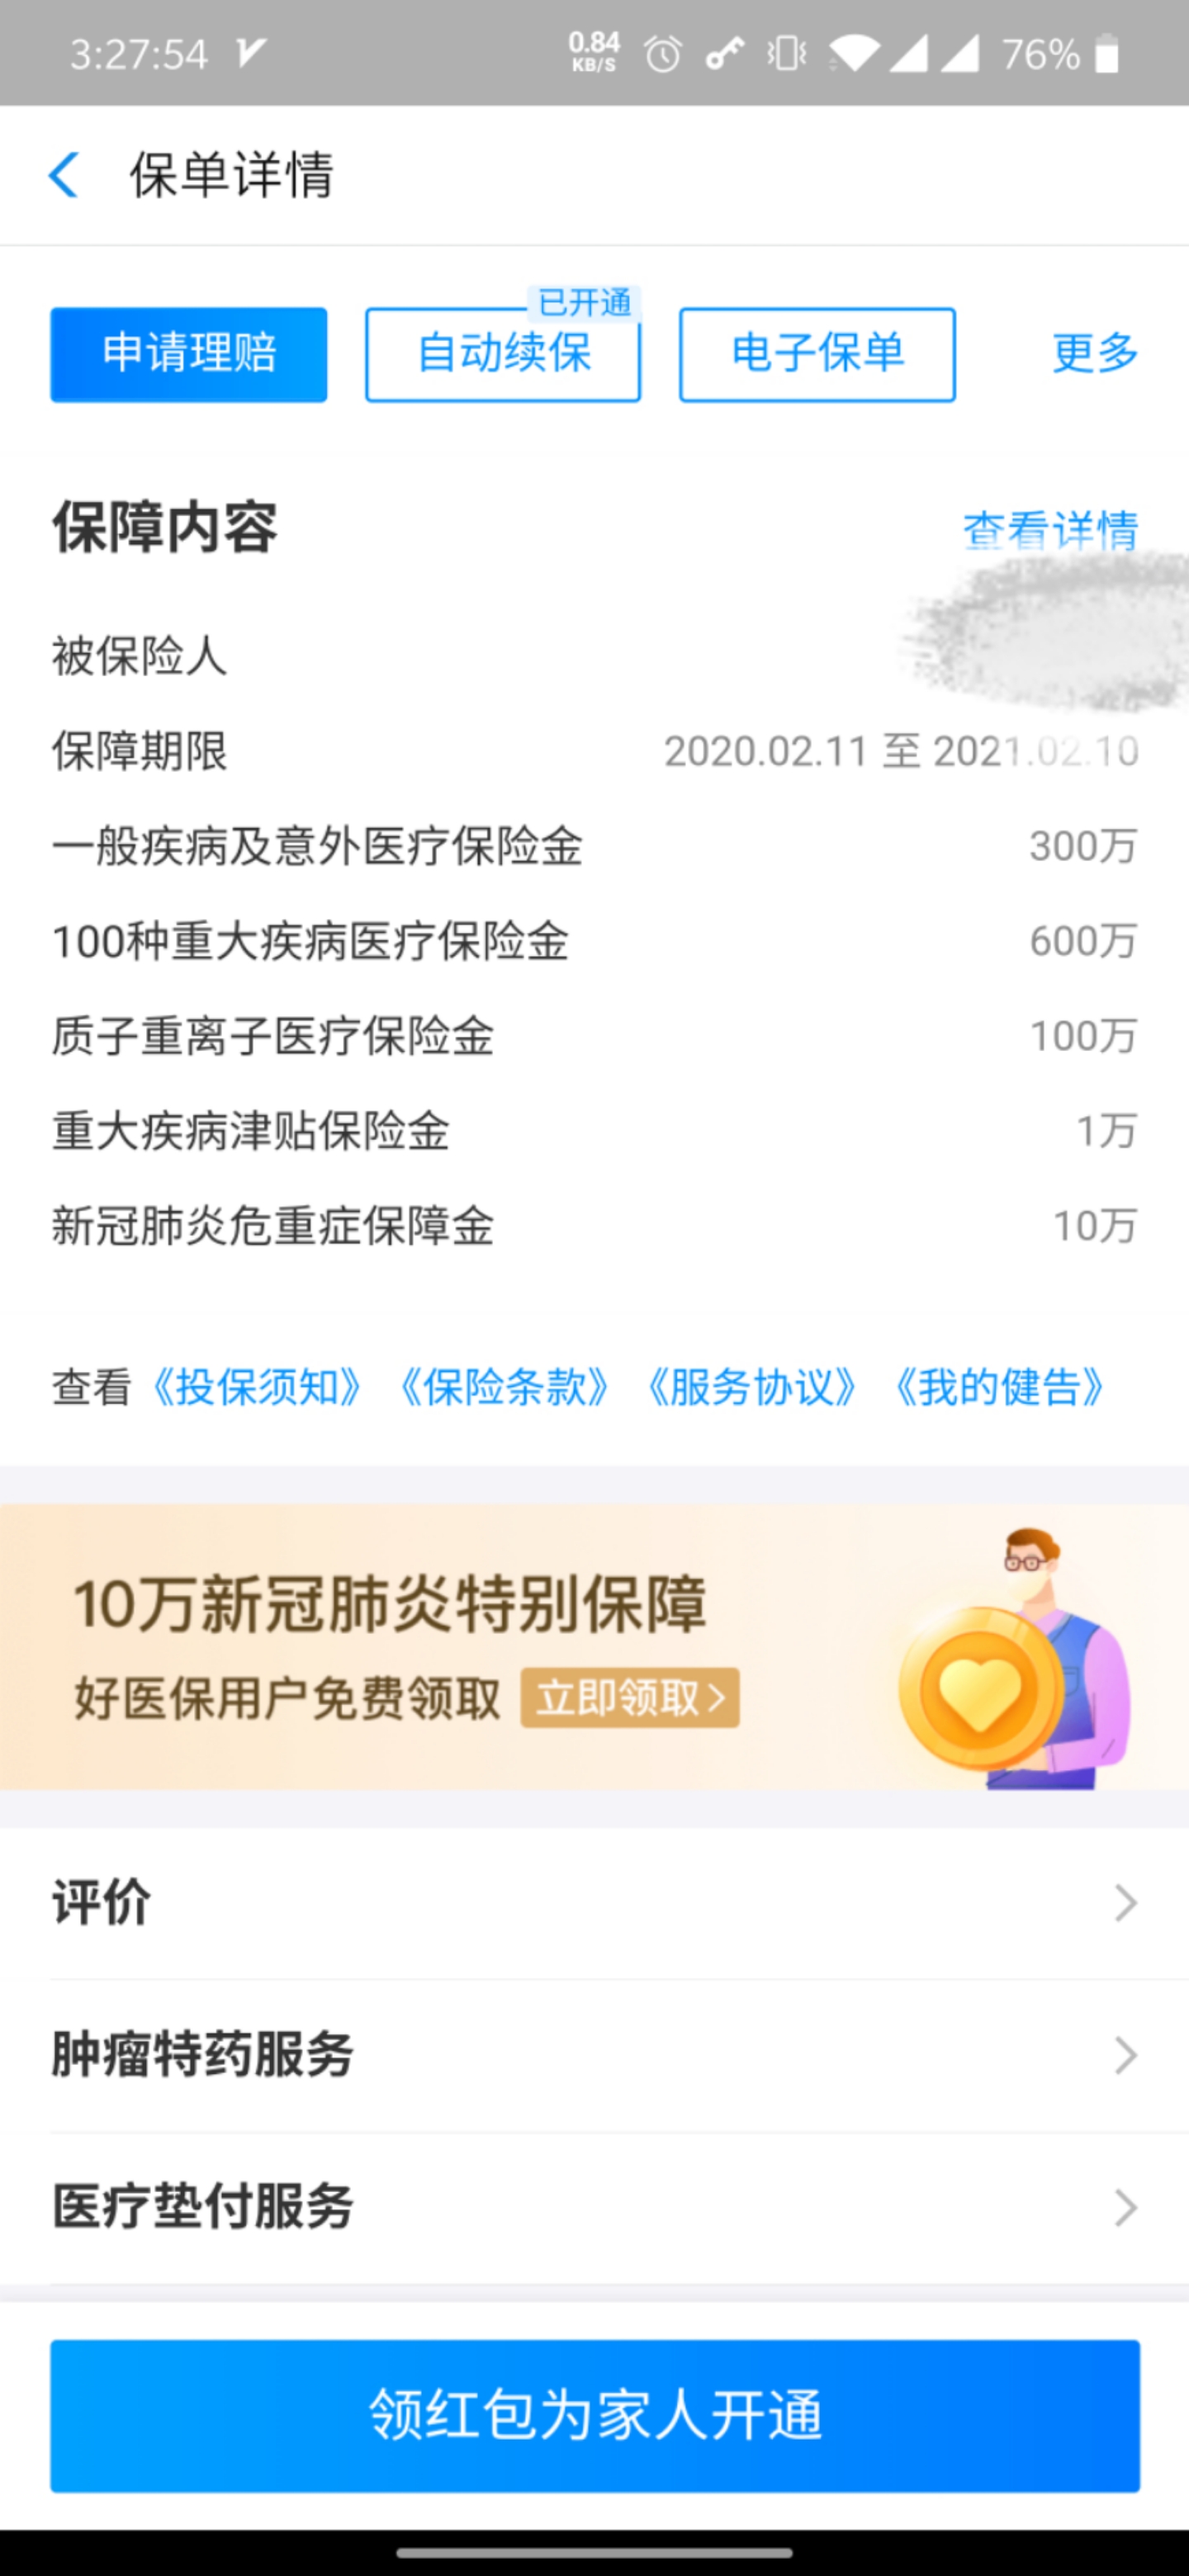 3:27:54 0.84 KB/S 76%
保单详情
已开通
申请理赔 自动续保 电子保单 更多
保障内容 查看详情
被保险人
保障期限 2020.02.11 至 2021.02.10
一般疾病及意外医疗保险金 300万
100种重大疾病医疗保险金 600万
质子重离子医疗保险金 100万
重大疾病津贴保险金 1万
新冠肺炎危重症保障金 10万
查看《投保须知》《保险条款》《服务协议》《我的健告》
10万新冠肺炎特别保障
好医保用户免费领取 立即领取>
评价
肿瘤特药服务
医疗垫付服务
领红包为家人开通